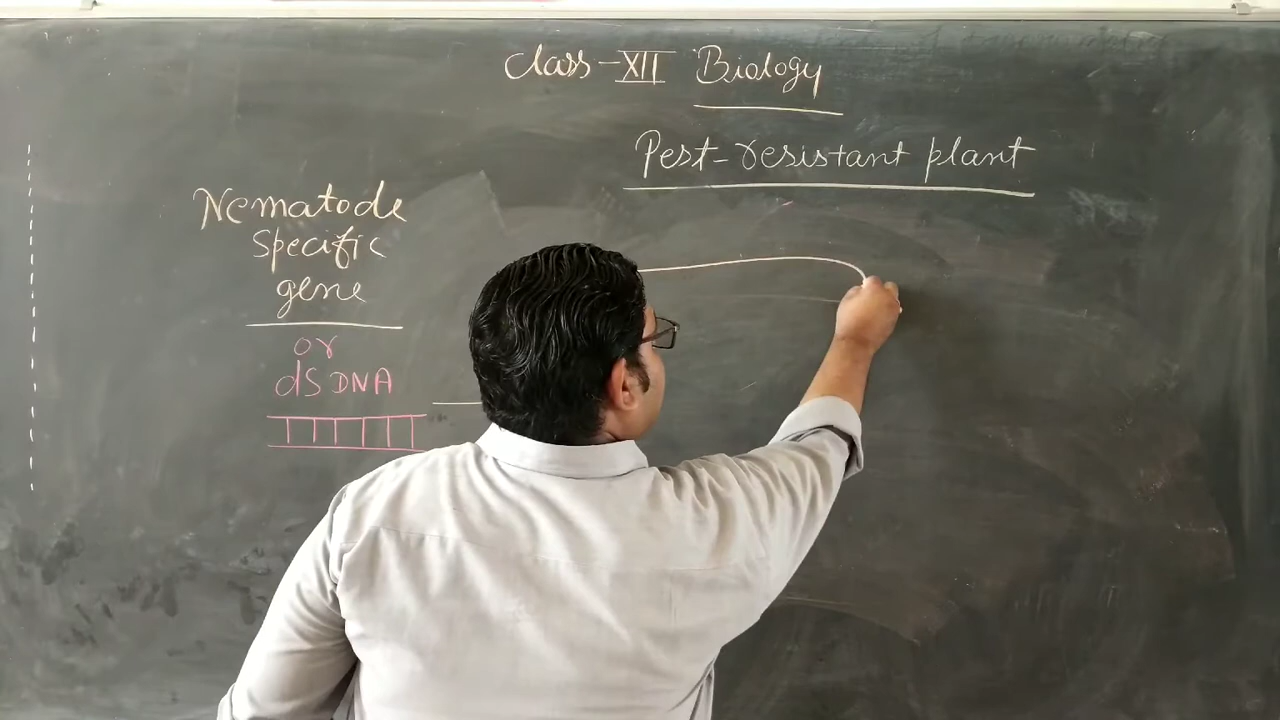 Class-XII Biology
Pest-resistant plant
Nematode
specific
gene
or
dSDNA